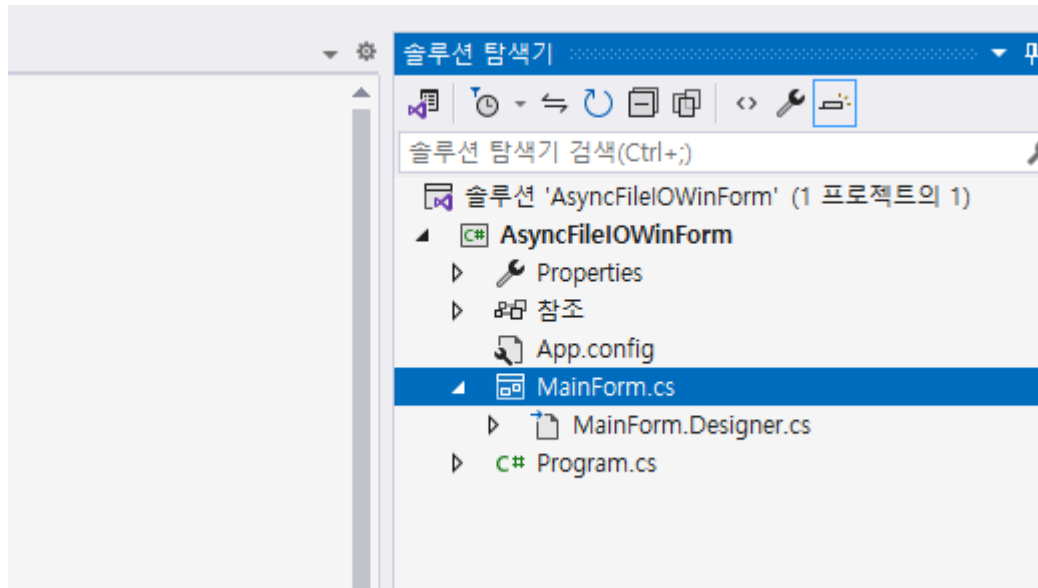 솔루션 탐색기
솔루션 탐색기 검색(Ctrl+;)
솔루션 'AsyncFileIOWinForm' (1 프로젝트의 1)
C# AsyncFileIOWinForm
Properties
참조
App.config
MainForm.cs
MainForm.Designer.cs
C# Program.cs